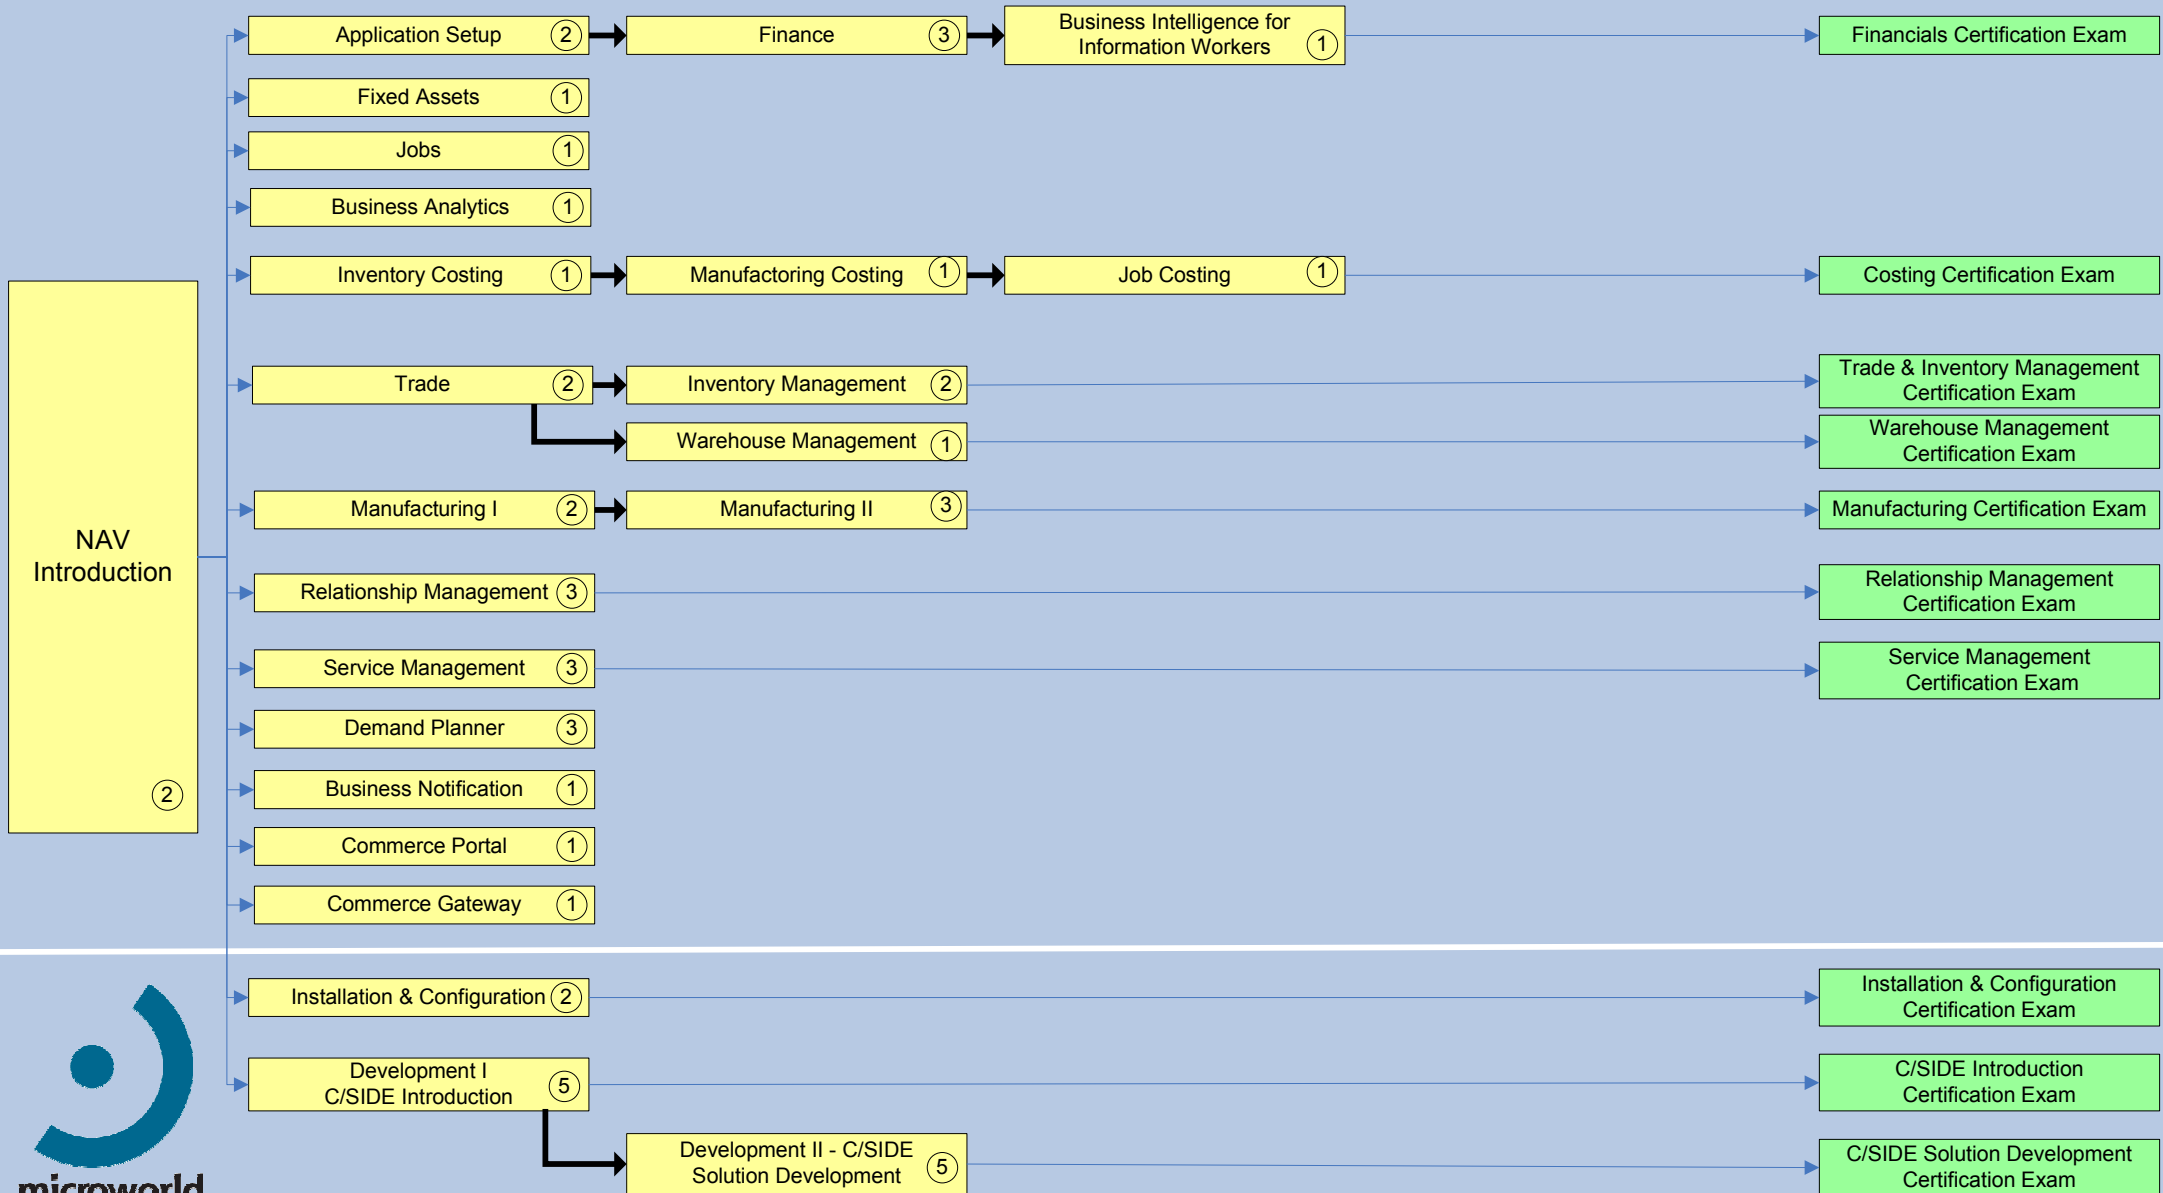 Application Setup 2
Finance 3
Business Intelligence for
Information Workers 1
Financials Certification Exam
Fixed Assets 1
Jobs 1
Business Analytics 1
Inventory Costing 1
Manufactoring Costing 1
Job Costing 1
Costing Certification Exam
Trade 2
Inventory Management 2
Trade & Inventory Management
Certification Exam
Warehouse Management 1
Warehouse Management
Certification Exam
Manufacturing I 2
Manufacturing II 3
Manufacturing Certification Exam
NAV
Introduction
2
Relationship Management 3
Relationship Management
Certification Exam
Service Management 3
Service Management
Certification Exam
Demand Planner 3
Business Notification 1
Commerce Portal 1
Commerce Gateway 1
Installation & Configuration 2
Installation & Configuration
Certification Exam
Development I
C/SIDE Introduction 5
C/SIDE Introduction
Certification Exam
Development II - C/SIDE
Solution Development 5
C/SIDE Solution Development
Certification Exam
microworld